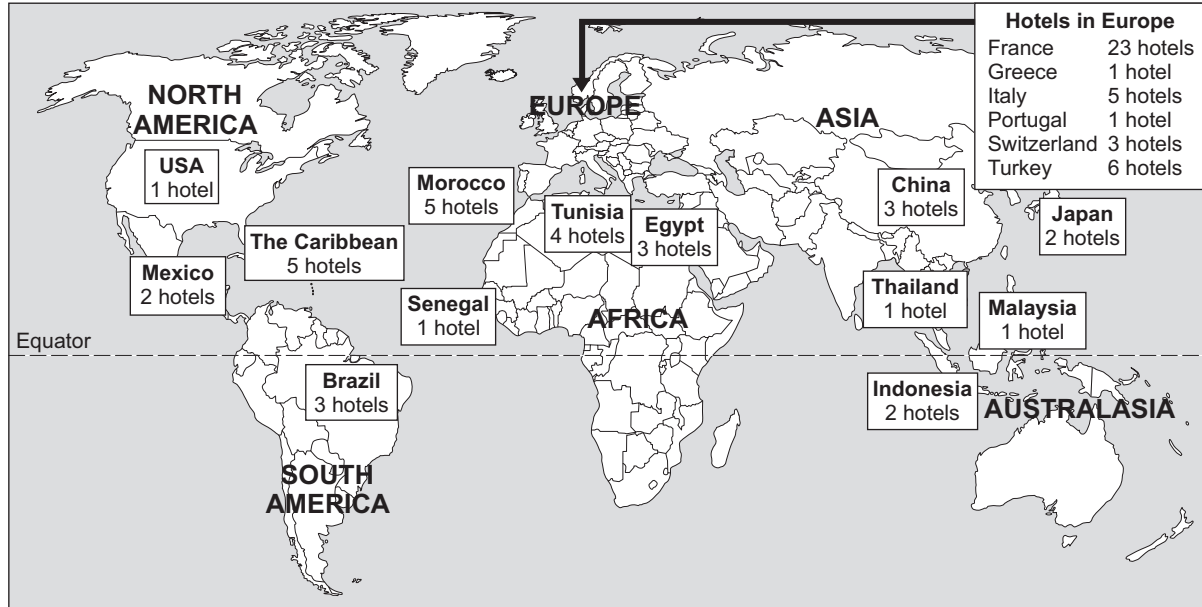 Hotels in Europe
France 23 hotels
Greece 1 hotel
Italy 5 hotels
Portugal 1 hotel
Switzerland 3 hotels
Turkey 6 hotels
NORTH
AMERICA
EUROPE
ASIA
USA
1 hotel
Morocco
5 hotels
Tunisia
4 hotels
Egypt
3 hotels
China
3 hotels
Japan
2 hotels
The Caribbean
5 hotels
Mexico
2 hotels
Senegal
1 hotel
AFRICA
Thailand
1 hotel
Malaysia
1 hotel
Equator
Brazil
3 hotels
Indonesia
2 hotels
AUSTRALASIA
SOUTH
AMERICA